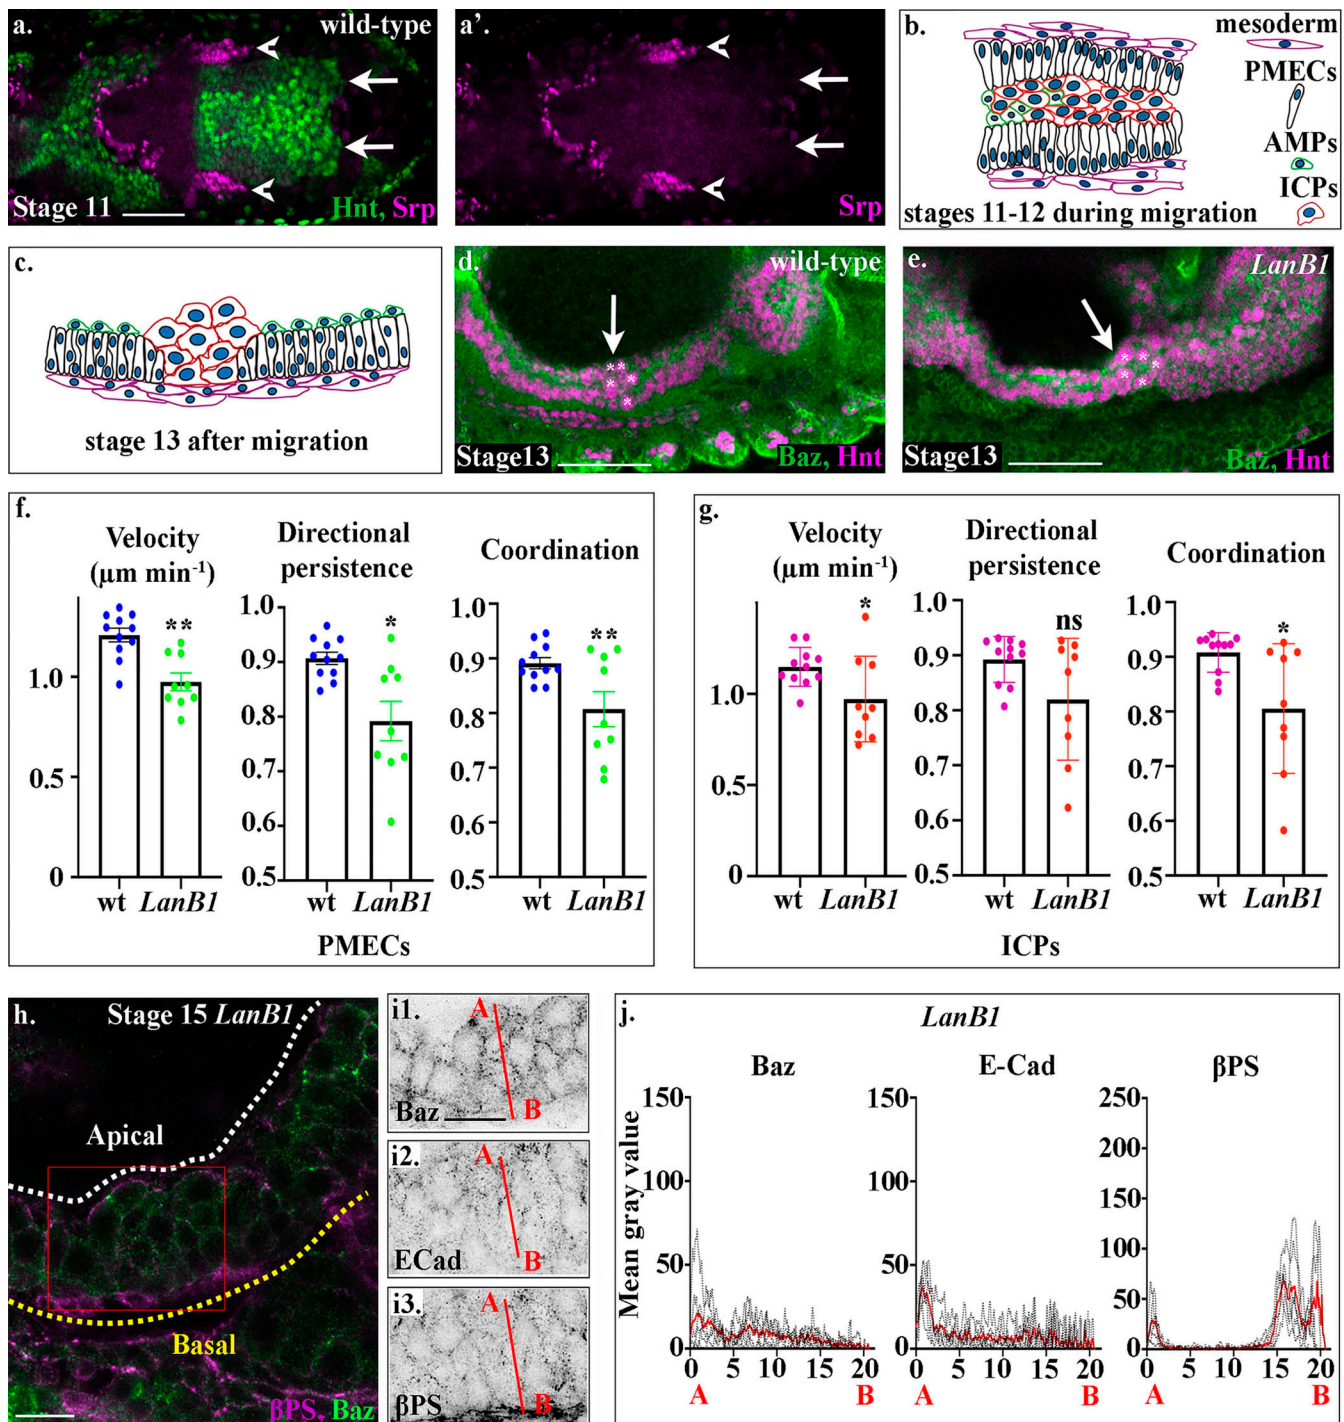 a. wild-type
Stage 11 Hnt, Srp
a'.
Srp
b. mesoderm
PMECs
AMPs
ICPs
stages 11-12 during migration
c.
stage 13 after migration
d. wild-type
Stage13 Baz, Hnt
* * * * *
e. LanB1
Stage13 Baz, Hnt
* * * * *
f.
Velocity
(µm min-1)
1.0
0.5
0
**
wt LanB1
Directional
persistence
1.0
0.9
0.8
0.7
0.6
0.5
*
wt LanB1
Coordination
1.0
0.9
0.8
0.7
0.6
0.5
**
wt LanB1
PMECs
g.
Velocity
(µm min-1)
1.0
0.5
0
*
wt LanB1
Directional
persistence
1.0
0.9
0.8
0.7
0.6
0.5
ns
wt LanB1
Coordination
1.0
0.9
0.8
0.7
0.6
0.5
*
wt LanB1
ICPs
h. Stage 15 LanB1
Apical
Basal
βPS, Baz
i1.
A
B
Baz
i2.
A
B
ECad
i3.
A
B
βPS
j.
LanB1
Mean gray value
Baz
150
100
50
0
0 5 10 15 20
A B
E-Cad
150
100
50
0
0 5 10 15 20
A B
βPS
250
200
150
100
50
0
0 5 10 15 20
A B